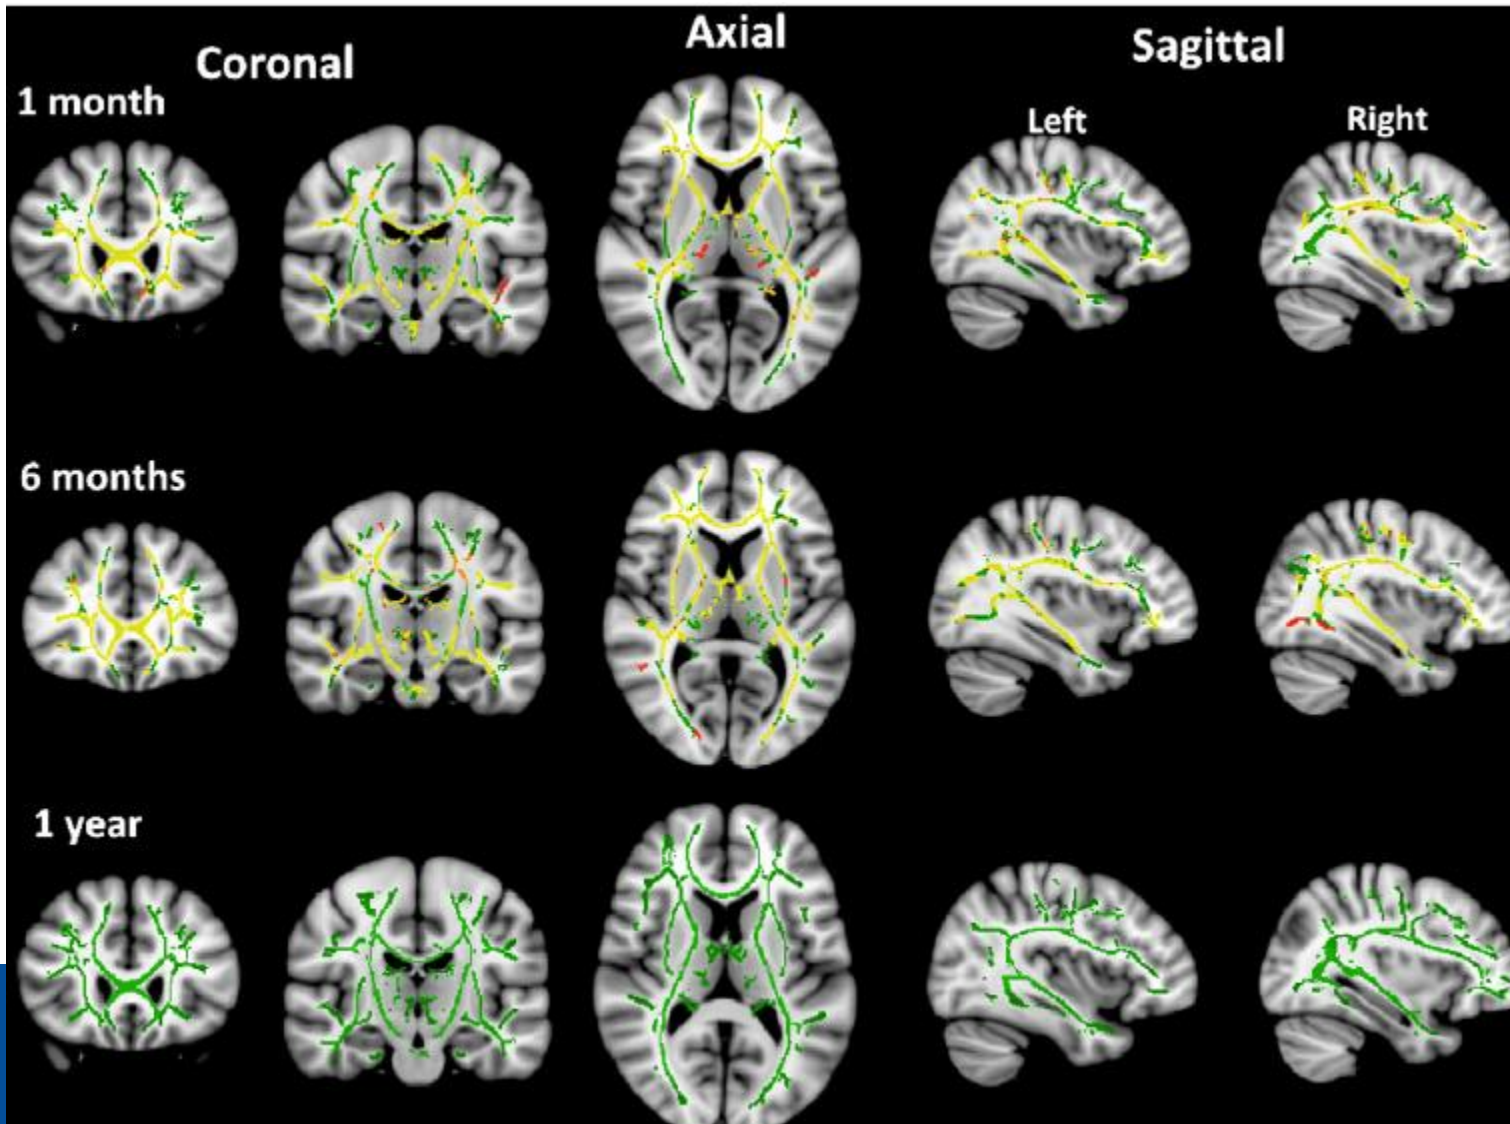 Coronal
Axial
Sagittal
1 month
Left
Right
6 months
1 year